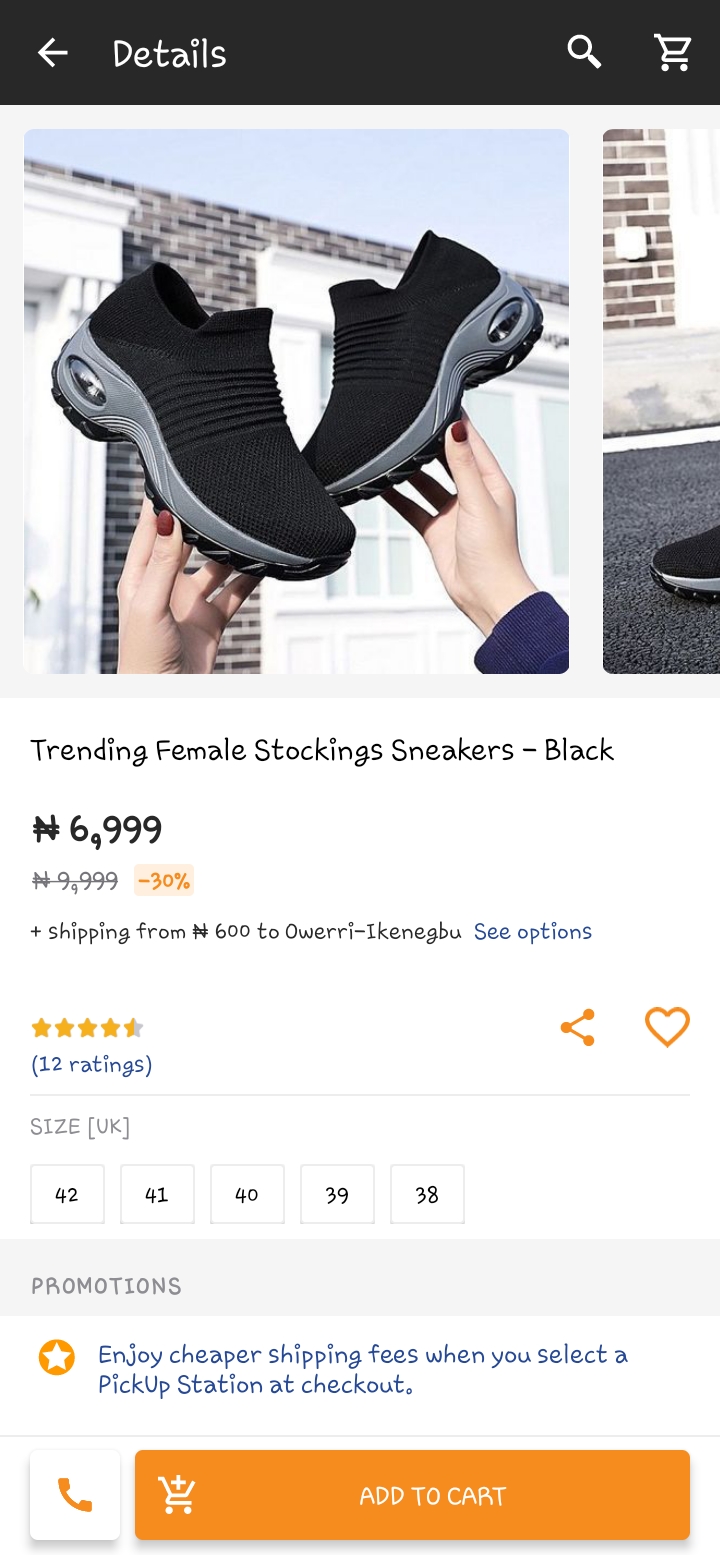 Details
Trending Female Stockings Sneakers - Black
₦ 6,999
₦ 9,999 -30%
+ shipping from ₦ 600 to Owerri-Ikenegbu See options
(12 ratings)
SIZE [UK]
42 41 40 39 38
PROMOTIONS
Enjoy cheaper shipping fees when you select a
PickUp Station at checkout.
ADD TO CART